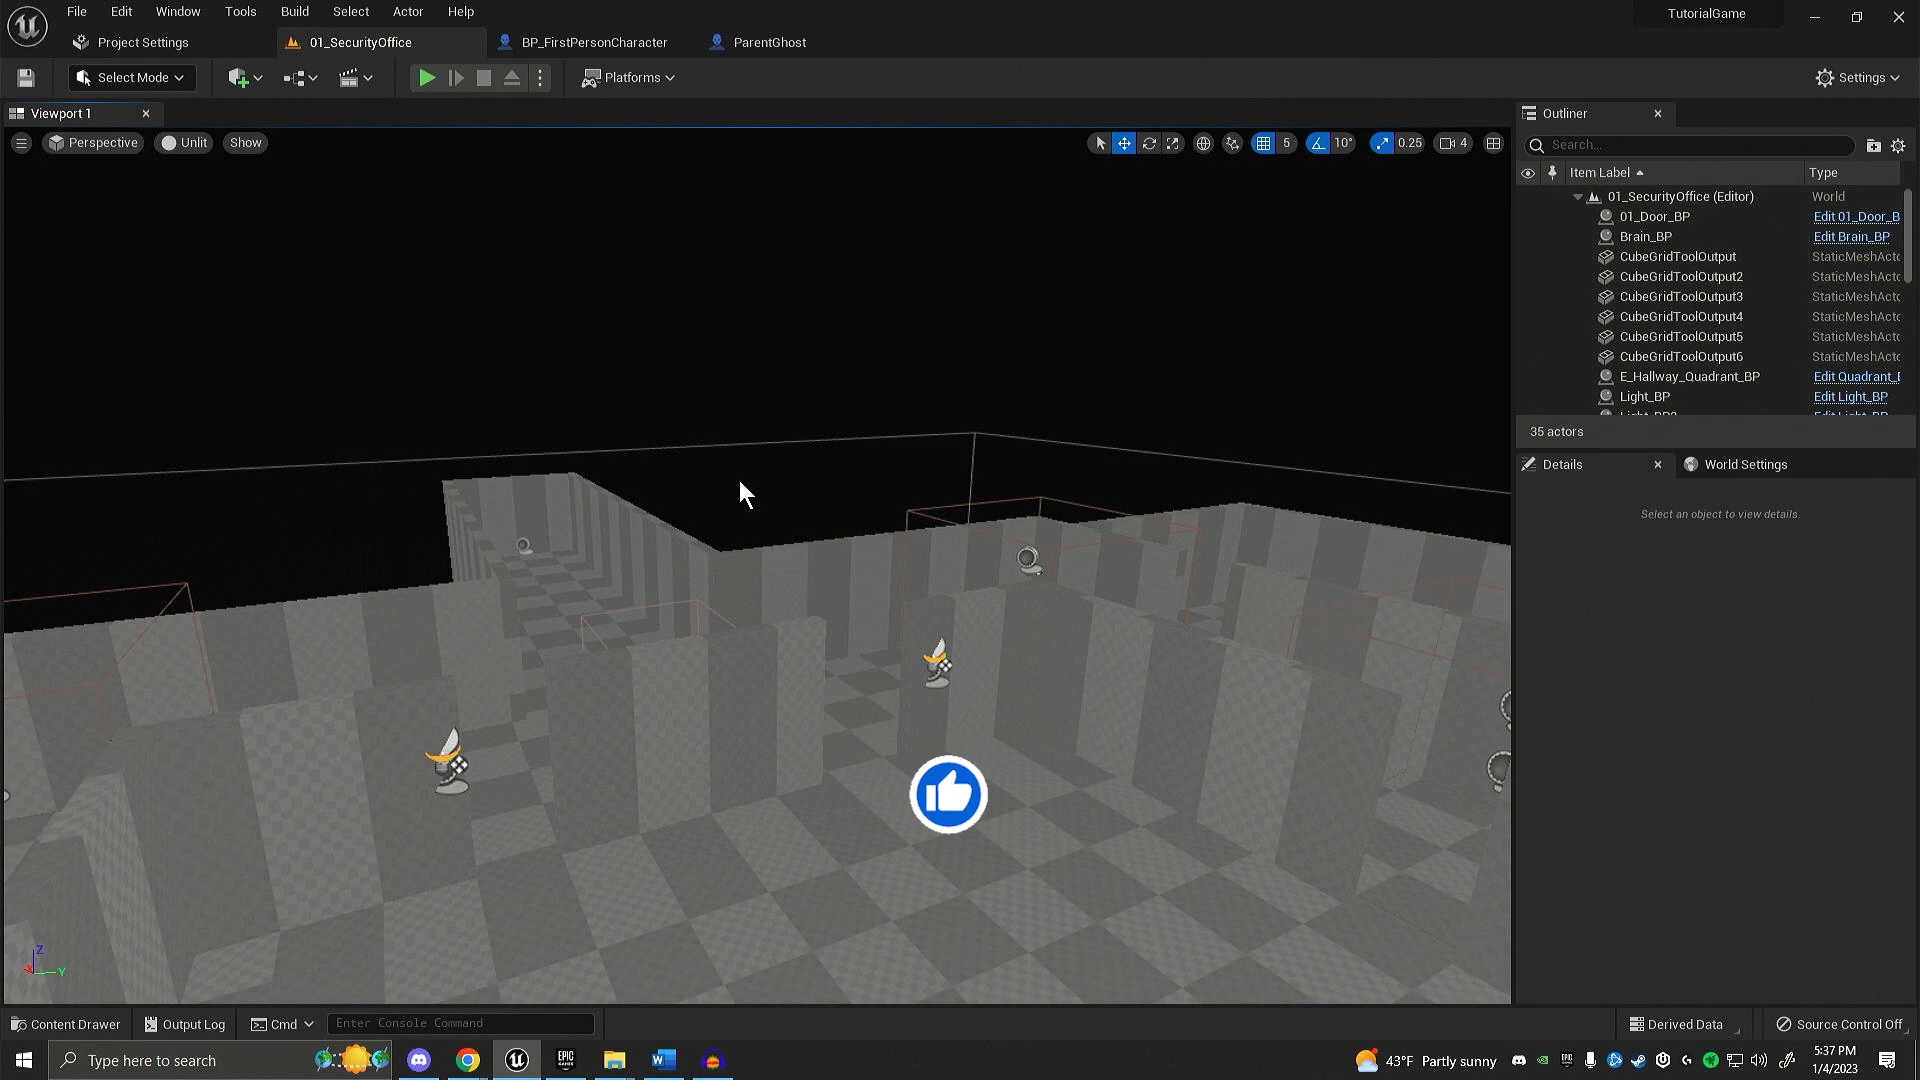 File Edit Window Tools Build Select Actor Help
TutorialGame
Project Settings 01_SecurityOffice BP_FirstPersonCharacter ParentGhost
Select Mode Platforms Settings
Viewport 1
Perspective Unlit Show 5 10° 0.25 4
Outliner
Search...
Item Label Type
01_SecurityOffice (Editor) World
01_Door_BP Edit 01_Door_B
Brain_BP Edit Brain_BP
CubeGridToolOutput StaticMeshActo
CubeGridToolOutput2 StaticMeshActo
CubeGridToolOutput3 StaticMeshActo
CubeGridToolOutput4 StaticMeshActo
CubeGridToolOutput5 StaticMeshActo
CubeGridToolOutput6 StaticMeshActo
E_Hallway_Quadrant_BP Edit Quadrant_
Light_BP Edit Light_BP
35 actors
Details World Settings
Select an object to view details.
Z
X Y
Content Drawer Output Log Cmd Enter Console Command Derived Data Source Control Off
Type here to search 43°F Partly sunny 5:37 PM
1/4/2023